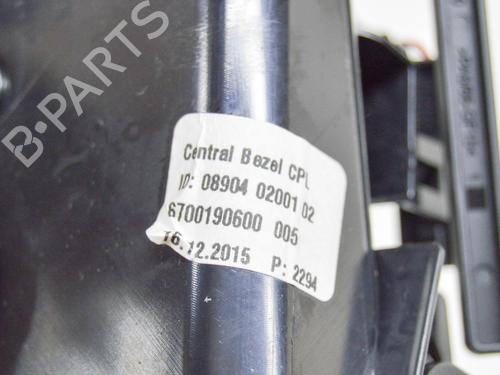 B-PARTS
Central Bezel CPL
ID: 08904 02001 02
6700190600 005
16.12.2015 P: 2294